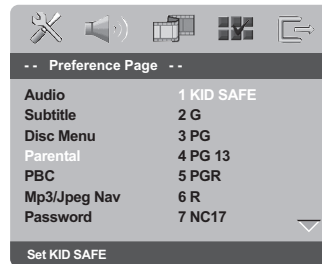 -- Preference Page --
Audio 1 KID SAFE
Subtitle 2 G
Disc Menu 3 PG
Parental 4 PG 13
PBC 5 PGR
Mp3/Jpeg Nav 6 R
Password 7 NC17
Set KID SAFE